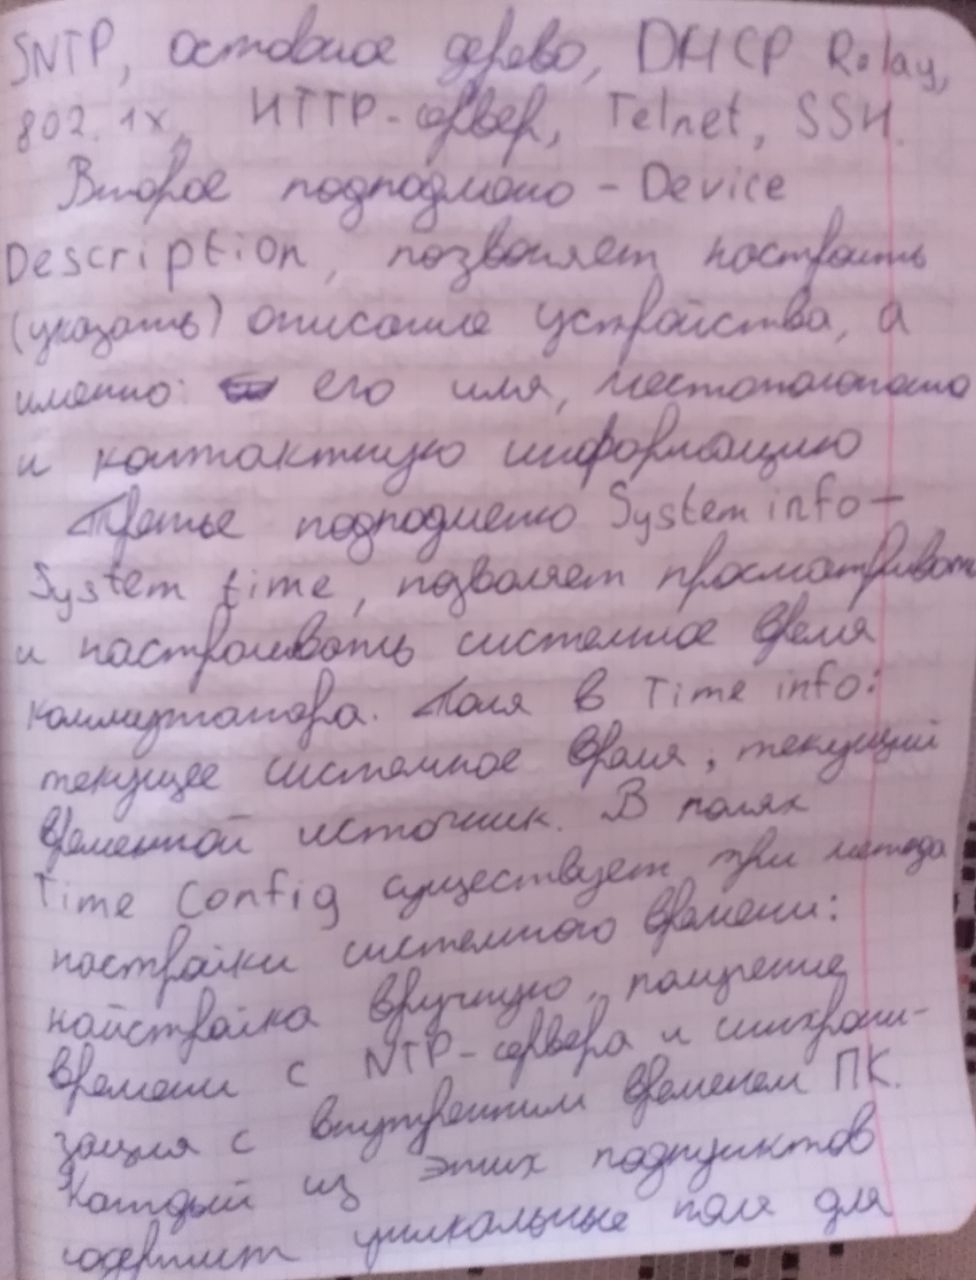 SNTP, остовное дерево, DHCP Relay,
802.1x, HTTP-сервер, Telnet, SSH.
Второе подподменю - Device
Description, позволяет настроить
(указать) описание устройства, а
именно: его имя, местоположение
и контактную информацию
Третье подподменю System info -
System time, позволяет просматривать
и настраивать системное время
коммутатора. Поля в Time info:
текущее системное время, текущий
временной источник. В полях
Time Config существует три метода
настройки системного времени:
найстройка вручную, получение
времени с NTP-сервера и синхрони-
зация с внутренним временем ПК.
Каждый из этих подпунктов
содержит уникальные поля для